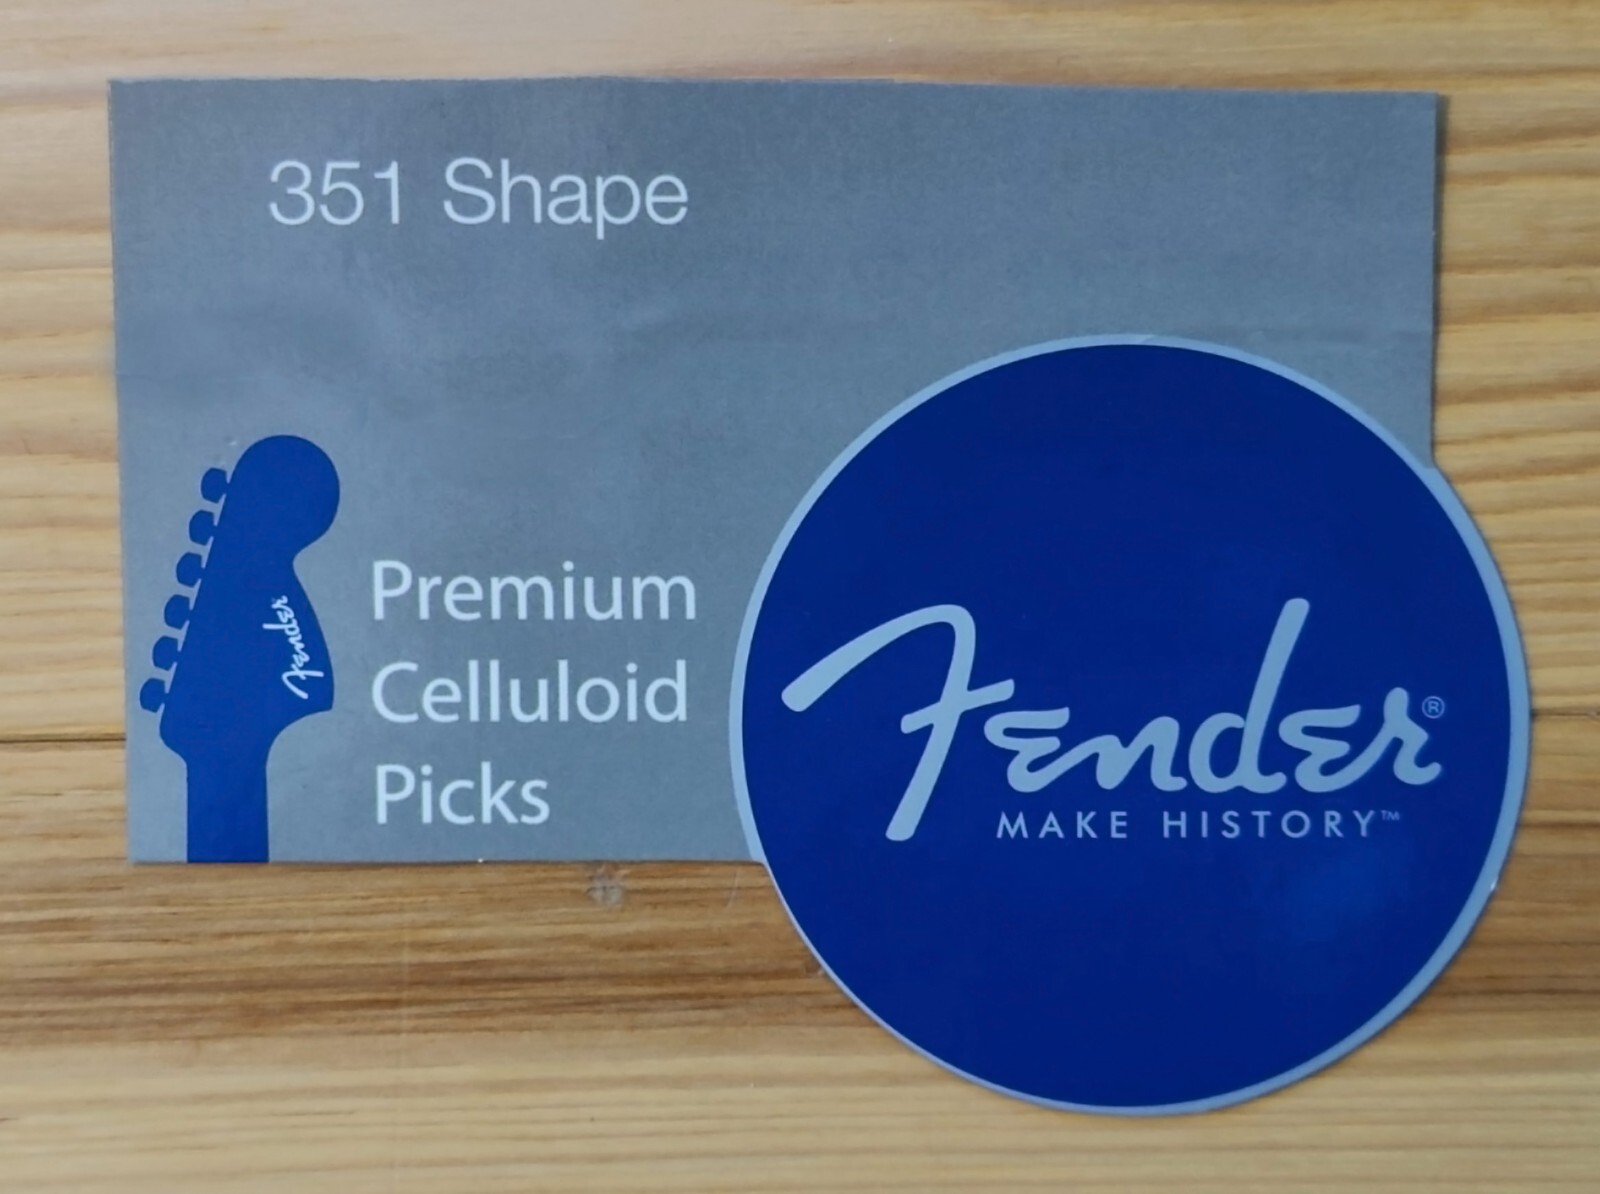 351 Shape
Fender
Premium
Celluloid
Picks
Fender®
MAKE HISTORY™